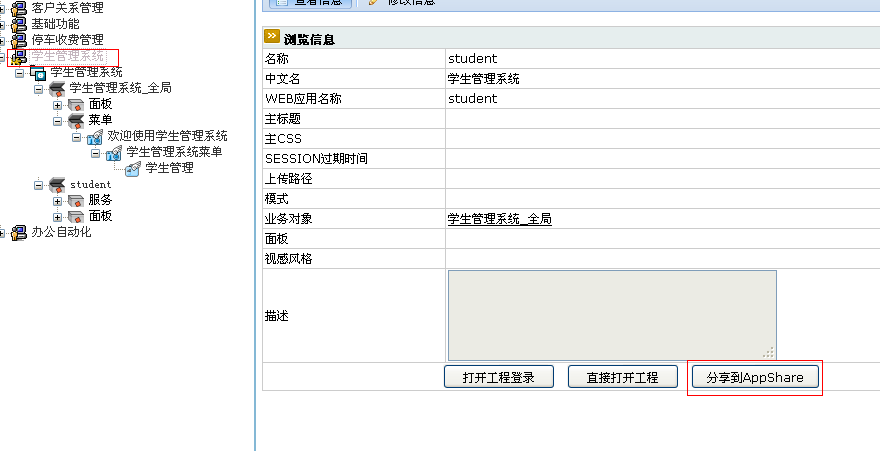 客户关系管理
基础功能
停车收费管理
学生管理系统
学生管理系统
学生管理系统_全局
面板
菜单
欢迎使用学生管理系统
学生管理系统菜单
学生管理
student
服务
面板
办公自动化
查看信息 修改信息
浏览信息
名称 student
中文名 学生管理系统
WEB应用名称 student
主标题
主CSS
SESSION过期时间
上传路径
模式
业务对象 学生管理系统_全局
面板
视感风格
描述
打开工程登录 直接打开工程 分享到AppShare